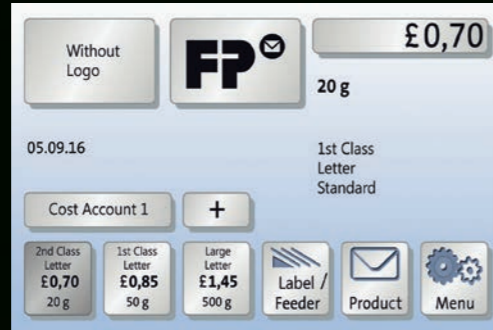 Without
Logo
FP
£0,70
20 g
05.09.16
1st Class
Letter
Standard
Cost Account 1
+
2nd Class
Letter
£0,70
20 g
1st Class
Letter
£0,85
50 g
Large
Letter
£1,45
500 g
Label /
Feeder
Product
Menu